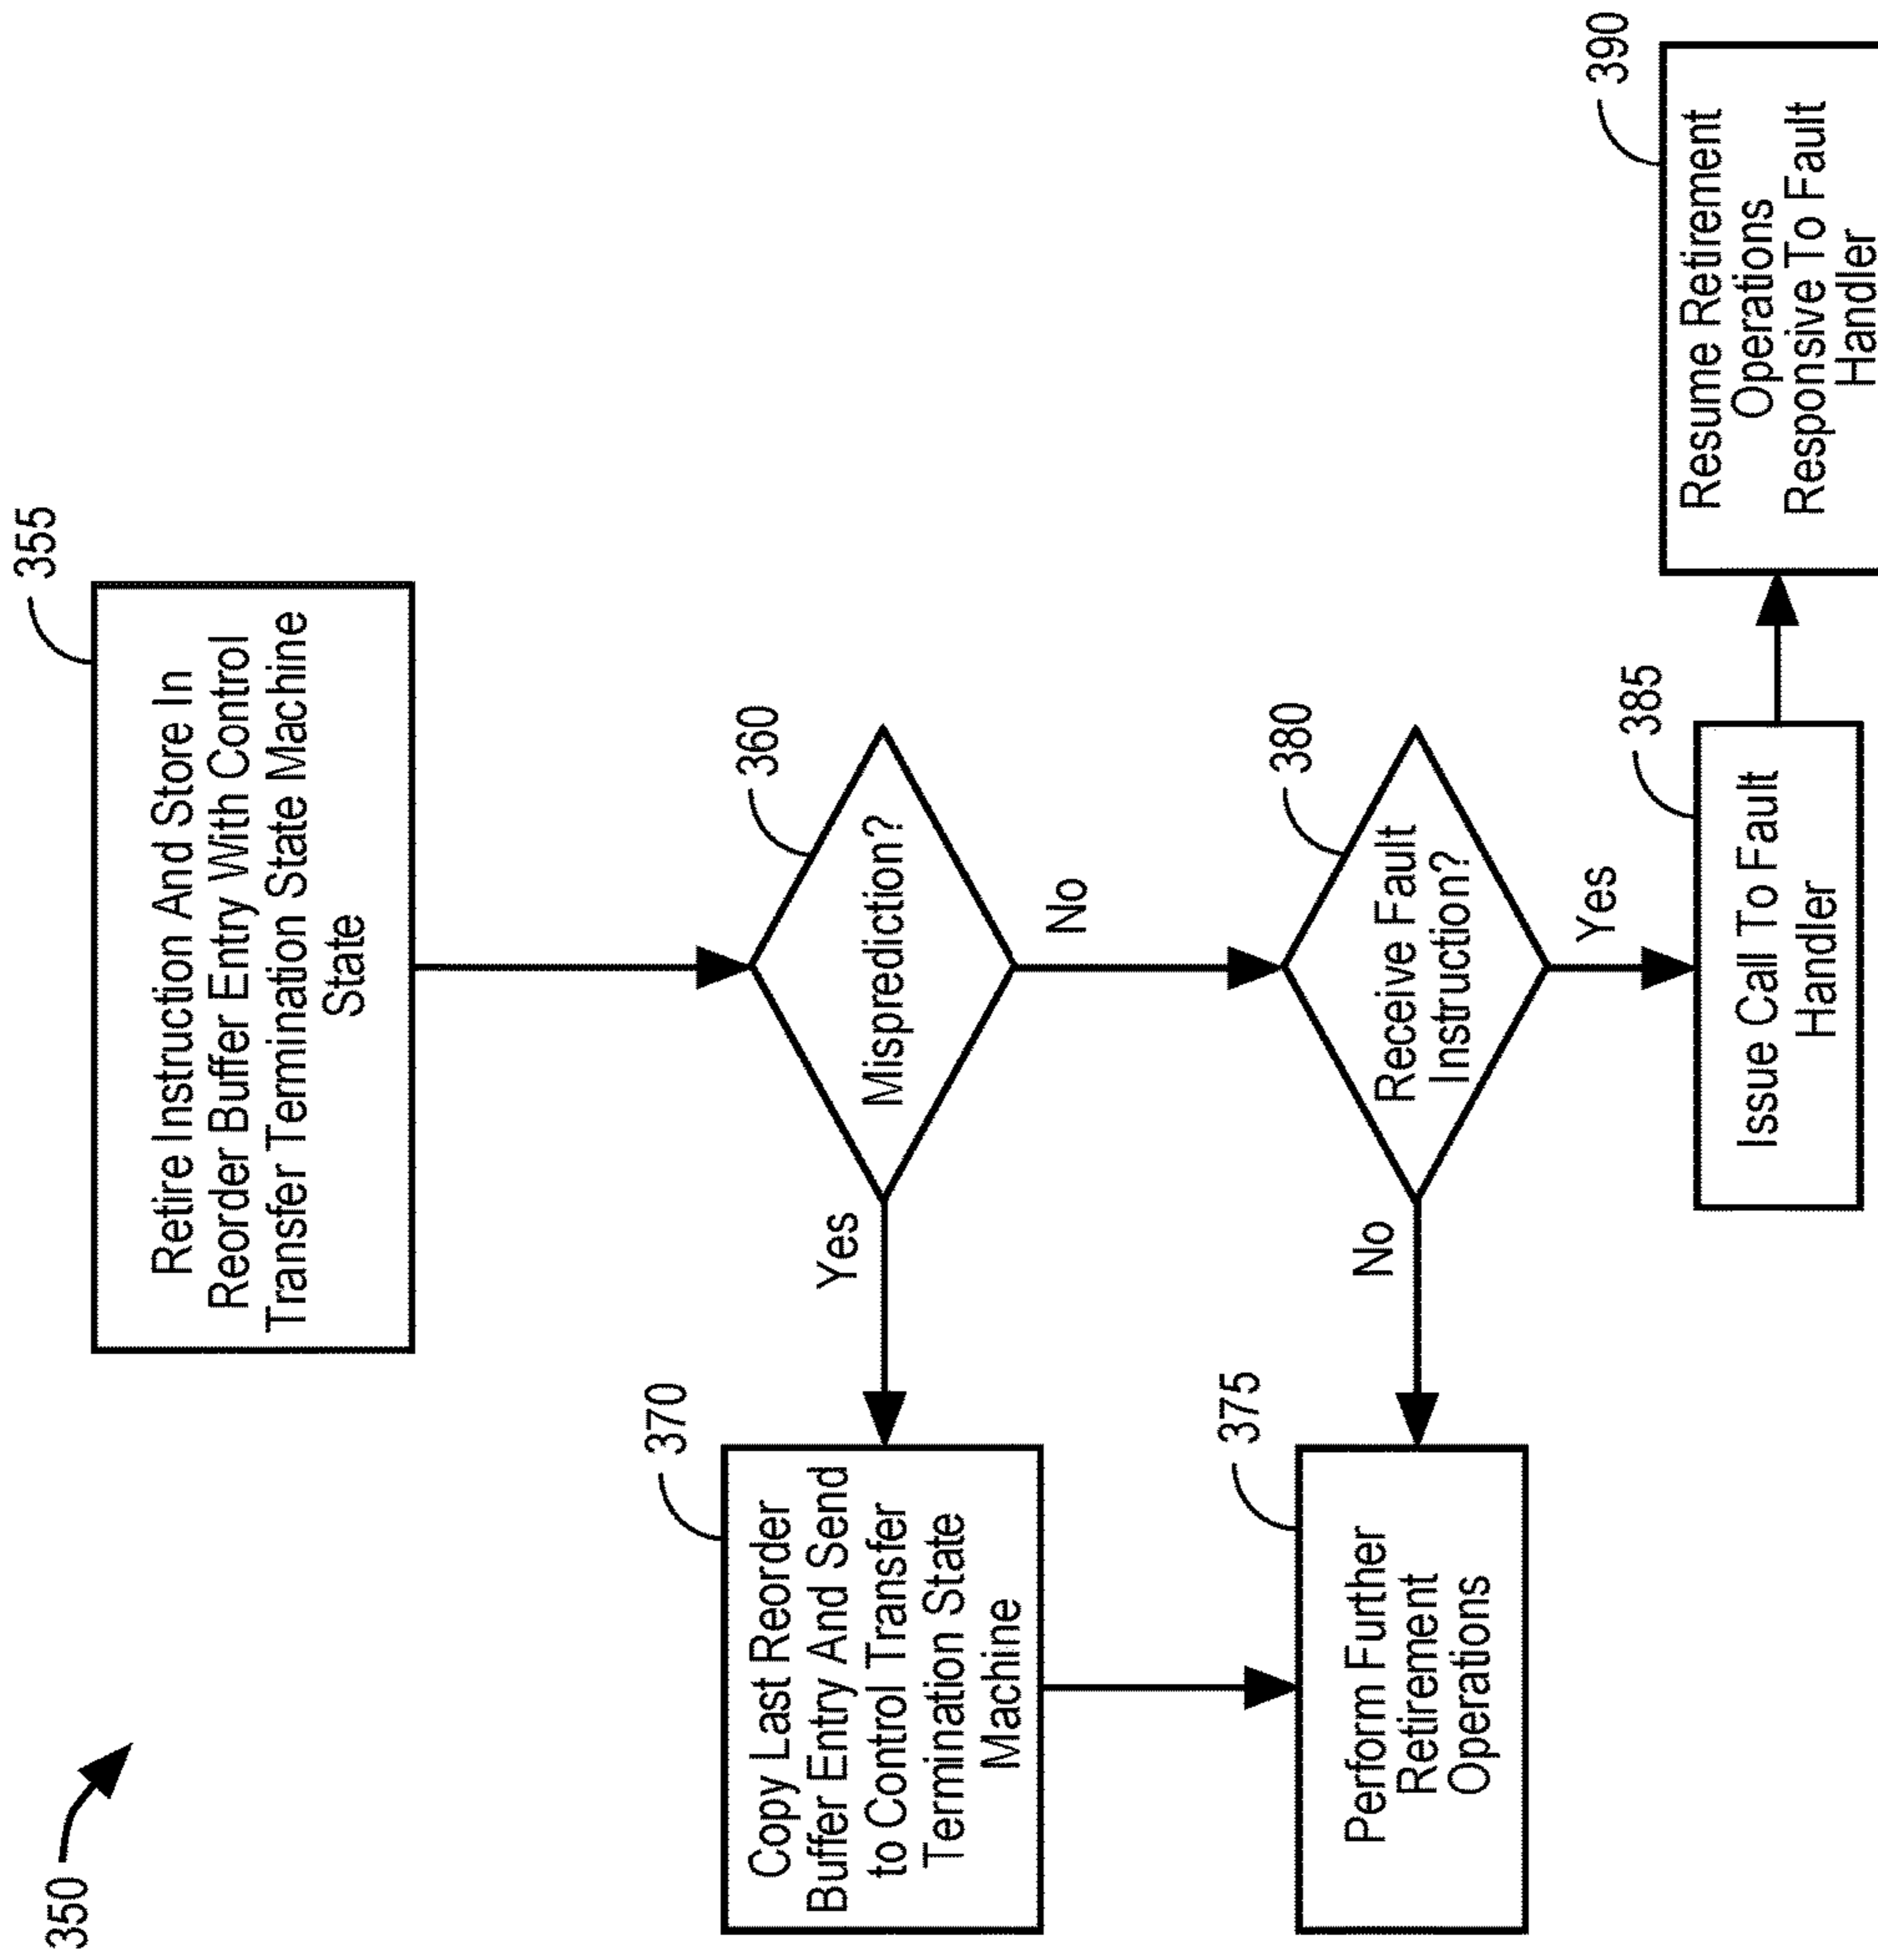 350
355
Retire Instruction And Store In
Reorder Buffer Entry With Control
Transfer Termination State Machine
State
360
Misprediction?
Yes
No
370
Copy Last Reorder
Buffer Entry And Send
to Control Transfer
Termination State
Machine
380
Receive Fault
Instruction?
No
Yes
375
Perform Further
Retirement
Operations
385
Issue Call To Fault
Handler
390
Resume Retirement
Operations
Responsive To Fault
Handler